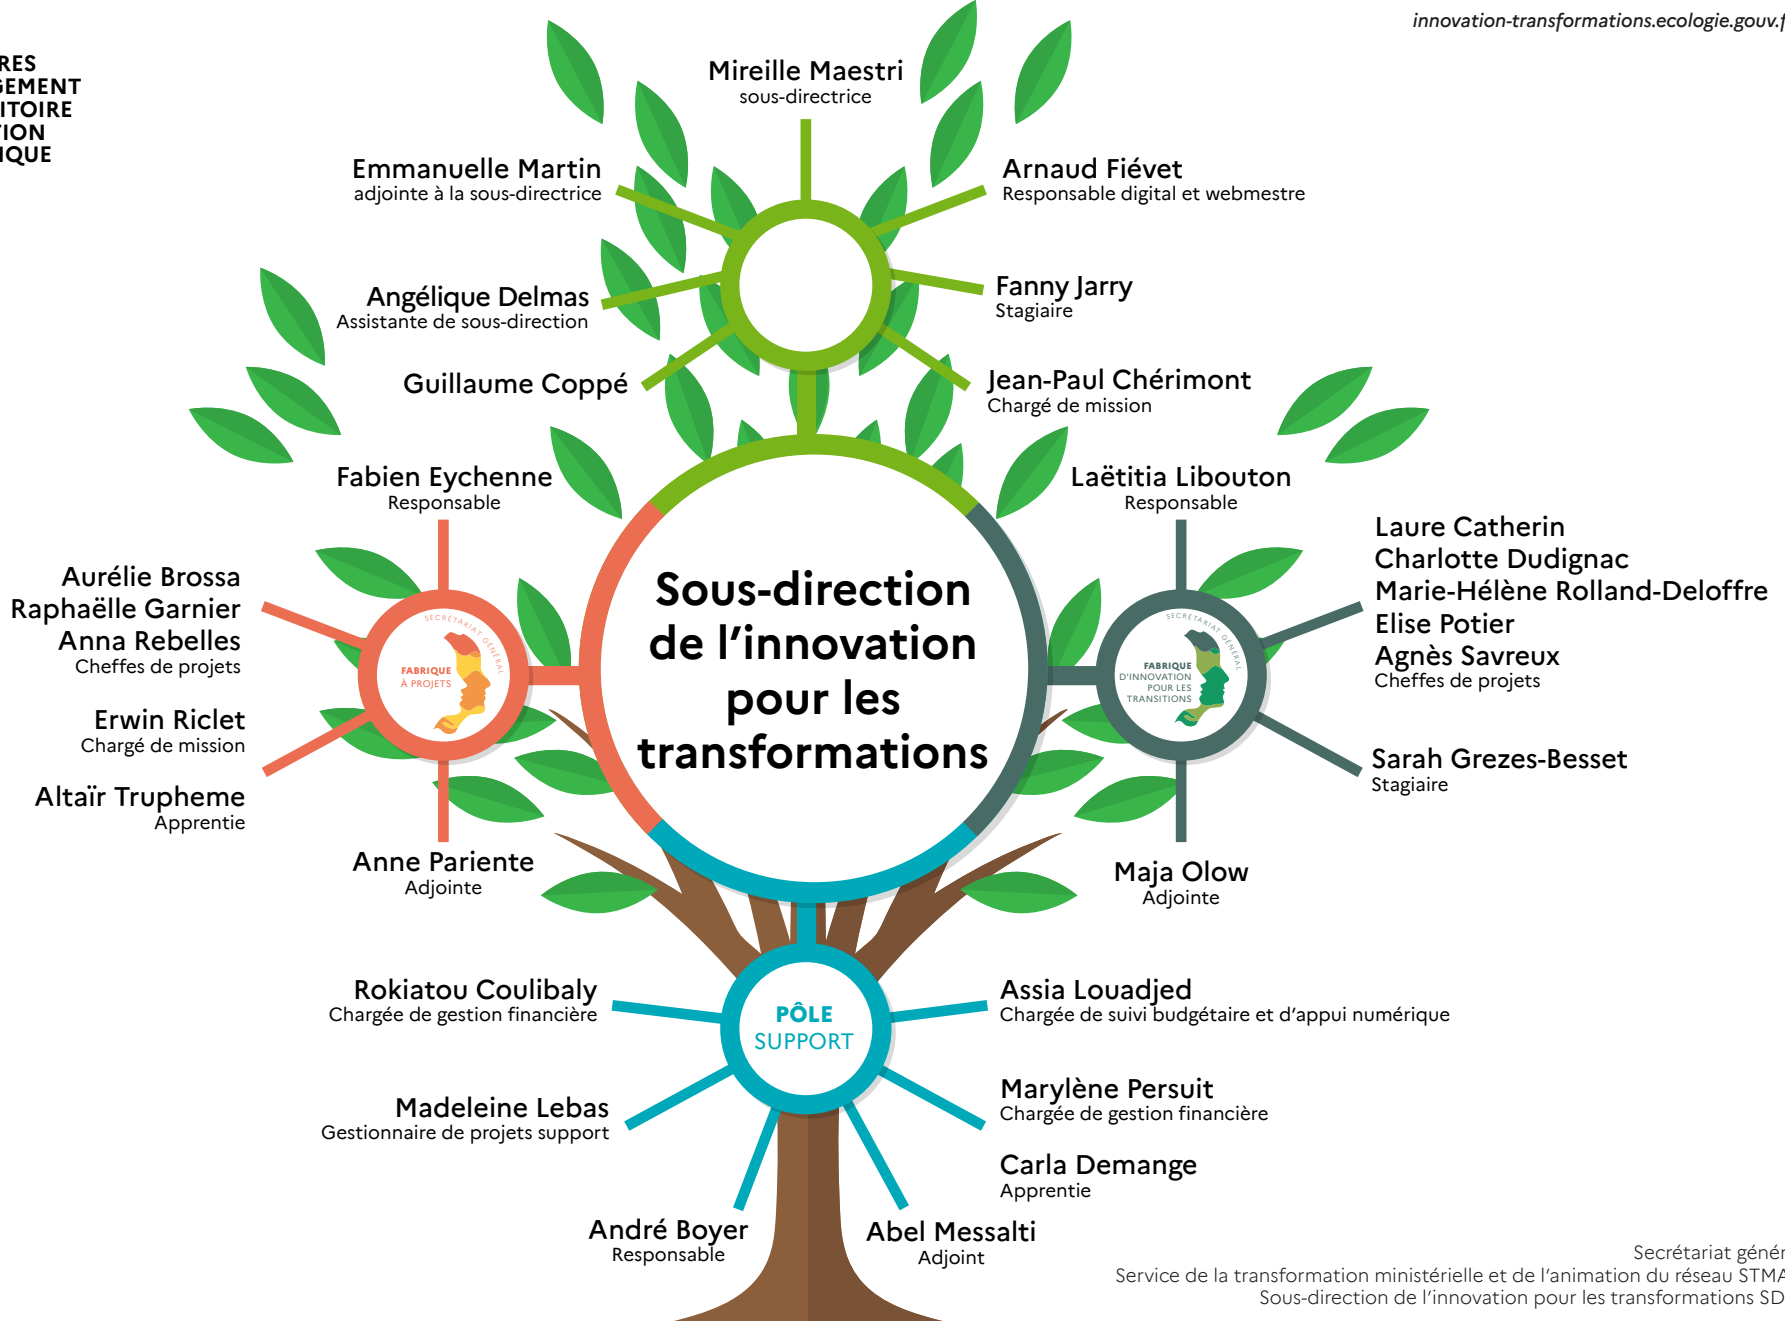 innovation-transformations.ecologie.gouv.f
RES
GEMENT
ITOIRE
TION
IQUE
Mireille Maestri
sous-directrice
Emmanuelle Martin
adjointe à la sous-directrice
Arnaud Fiévet
Responsable digital et webmestre
Angélique Delmas
Assistante de sous-direction
Fanny Jarry
Stagiaire
Guillaume Coppé
Jean-Paul Chérimont
Chargé de mission
Fabien Eychenne
Responsable
Laëtitia Libouton
Responsable
Aurélie Brossa
Raphaëlle Garnier
Anna Rebelles
Cheffes de projets
Erwin Riclet
Chargé de mission
Altaïr Trupheme
Apprentie
SECRÉTARIAT GÉNÉRAL
FABRIQUE
À PROJETS
Anne Pariente
Adjointe
Sous-direction
de l'innovation
pour les
transformations
SECRÉTARIAT GÉNÉRAL
FABRIQUE
D'INNOVATION
POUR LES
TRANSITIONS
Laure Catherin
Charlotte Dudignac
Marie-Hélène Rolland-Deloffre
Elise Potier
Agnès Savreux
Cheffes de projets
Sarah Grezes-Besset
Stagiaire
Maja Olow
Adjointe
Rokiatou Coulibaly
Chargée de gestion financière
PÔLE
SUPPORT
Assia Louadjed
Chargée de suivi budgétaire et d'appui numérique
Madeleine Lebas
Gestionnaire de projets support
Marylène Persuit
Chargée de gestion financière
Carla Demange
Apprentie
André Boyer
Responsable
Abel Messalti
Adjoint
Secrétariat génér
Service de la transformation ministérielle et de l'animation du réseau STMA
Sous-direction de l'innovation pour les transformations SD